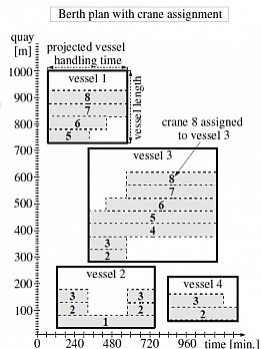 Berth plan with crane assignment
quay
[m]
projected vessel
handling time
1000
vessel 1
900
8
7
800
6
5
vessel length
crane 8 assigned
to vessel 3
700
vessel 3
600
8
7
500
6
5
400
4
300
3
2
200
vessel 2
3
3
2
2
100
1
vessel 4
3
2
0
240
480
720
960
time [min.]